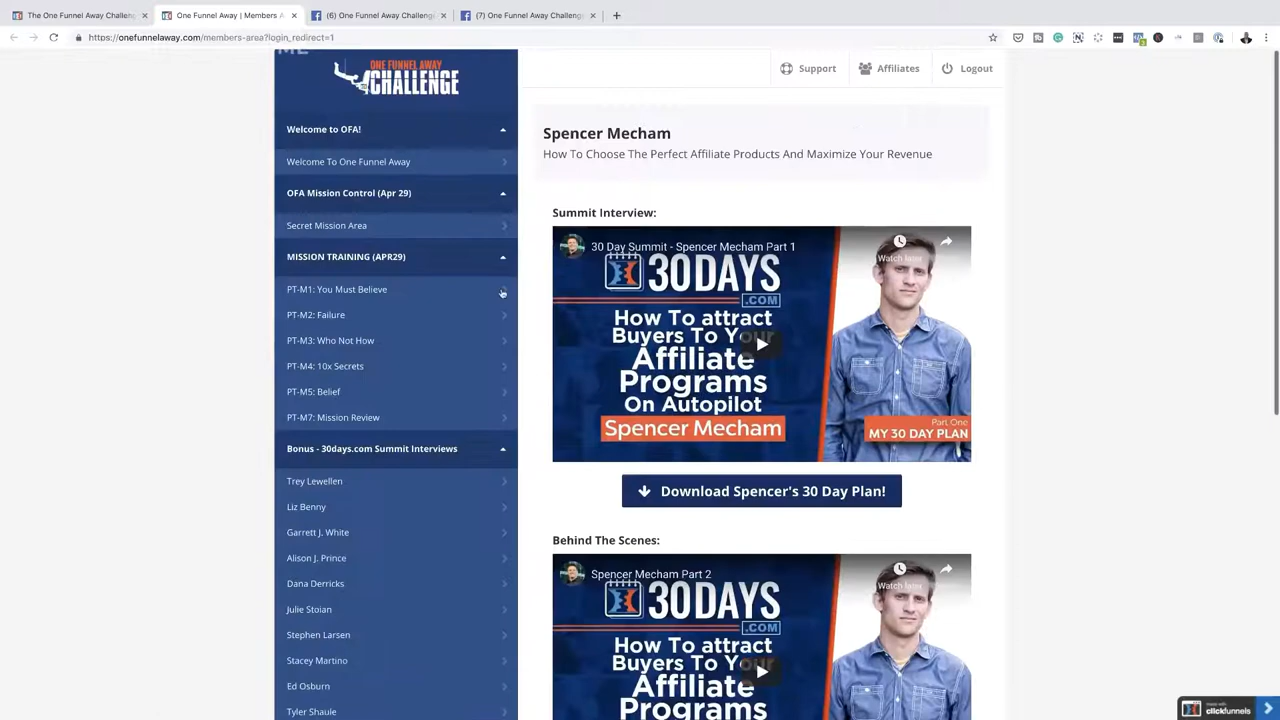 The One Funnel Away Challeng
One Funnel Away | Members A
(6) One Funnel Away Challenge
(7) One Funnel Away Challenge
https://onefunnelaway.com/members-area?login_redirect=1
ONE FUNNEL AWAY
CHALLENGE
Support
Affiliates
Logout
Welcome to OFA!
Welcome To One Funnel Away
OFA Mission Control (Apr 29)
Secret Mission Area
MISSION TRAINING (APR29)
PT-M1: You Must Believe
PT-M2: Failure
PT-M3: Who Not How
PT-M4: 10x Secrets
PT-M5: Belief
PT-M7: Mission Review
Bonus - 30days.com Summit Interviews
Trey Lewellen
Liz Benny
Garrett J. White
Alison J. Prince
Dana Derricks
Julie Stoian
Stephen Larsen
Stacey Martino
Ed Osburn
Tyler Shaule
Spencer Mecham
How To Choose The Perfect Affiliate Products And Maximize Your Revenue
Summit Interview:
30 Day Summit - Spencer Mecham Part 1
Watch later
30DAYS
.COM
How To attract
Buyers To Your
Affiliate
Programs
On Autopilot
Spencer Mecham
Part One
MY 30 DAY PLAN
Download Spencer's 30 Day Plan!
Behind The Scenes:
Spencer Mecham Part 2
Watch later
30DAYS
.COM
How To attract
Buyers To Your
Affiliate
Programs
made with
clickfunnels